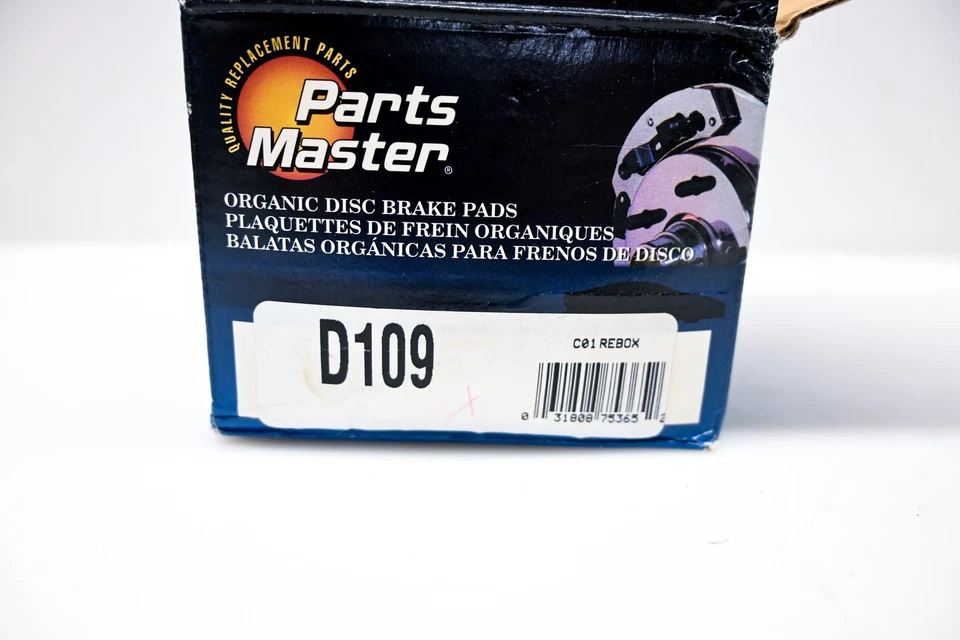 QUALITY REPLACEMENT PARTS
Parts
Master®
ORGANIC DISC BRAKE PADS
PLAQUETTES DE FREIN ORGANIQUES
BALATAS ORGÁNICAS PARA FRENOS DE DISCO
D109
C01 REBOX
0 31808 75365 2